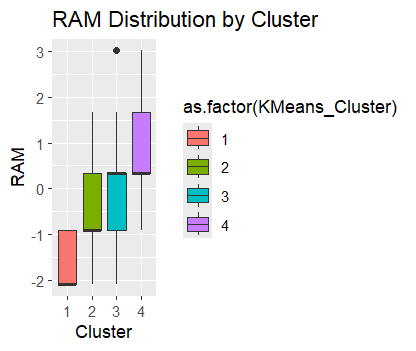 RAM Distribution by Cluster
RAM
3
2
1
0
-1
-2
1 2 3 4
Cluster
as.factor(KMeans_Cluster)
1
2
3
4